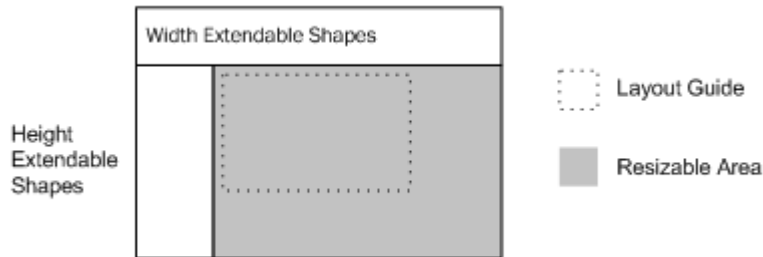 Width Extendable Shapes
Height
Extendable
Shapes
Layout Guide
Resizable Area